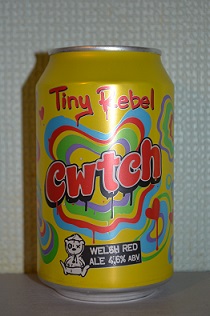 Tiny Rebel
Cwtch
WELSH RED
ALE 4,6% ABV